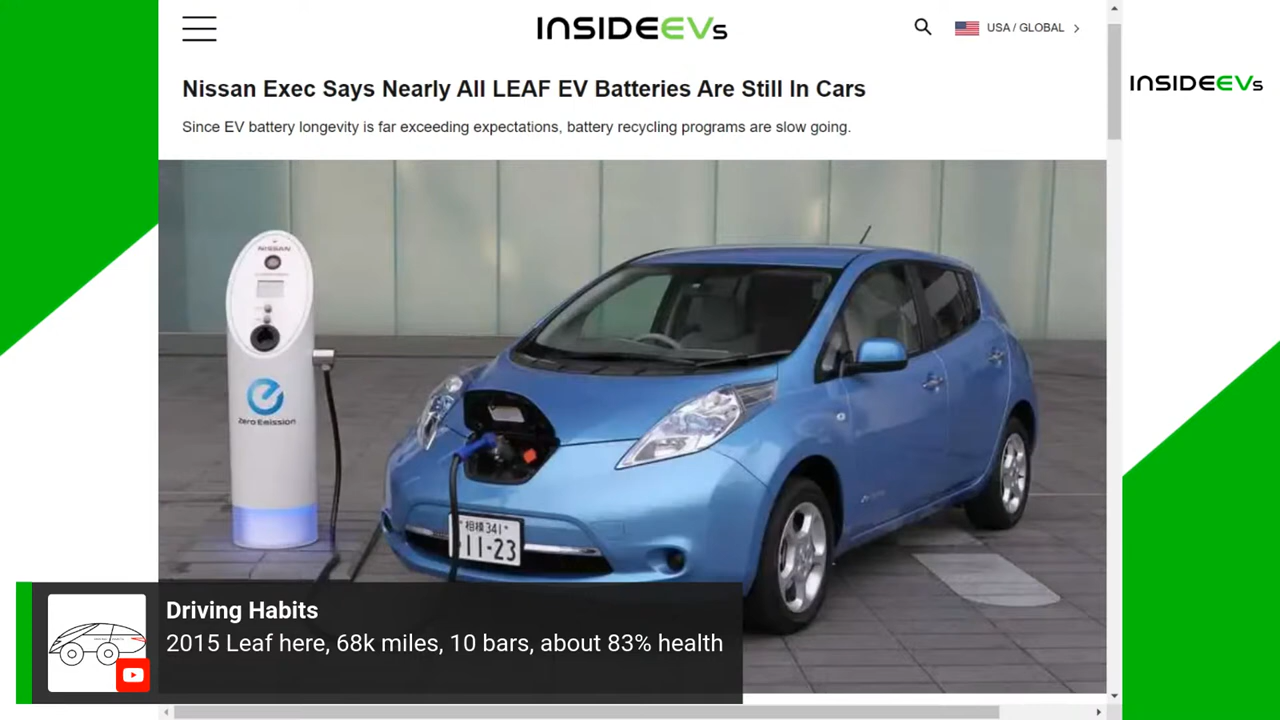 INSIDEEVs
USA / GLOBAL
INSIDEEVs
Nissan Exec Says Nearly All LEAF EV Batteries Are Still In Cars
Since EV battery longevity is far exceeding expectations, battery recycling programs are slow going.
NISSAN
Zero Emission
相模 341
11-23
Driving Habits
2015 Leaf here, 68k miles, 10 bars, about 83% health